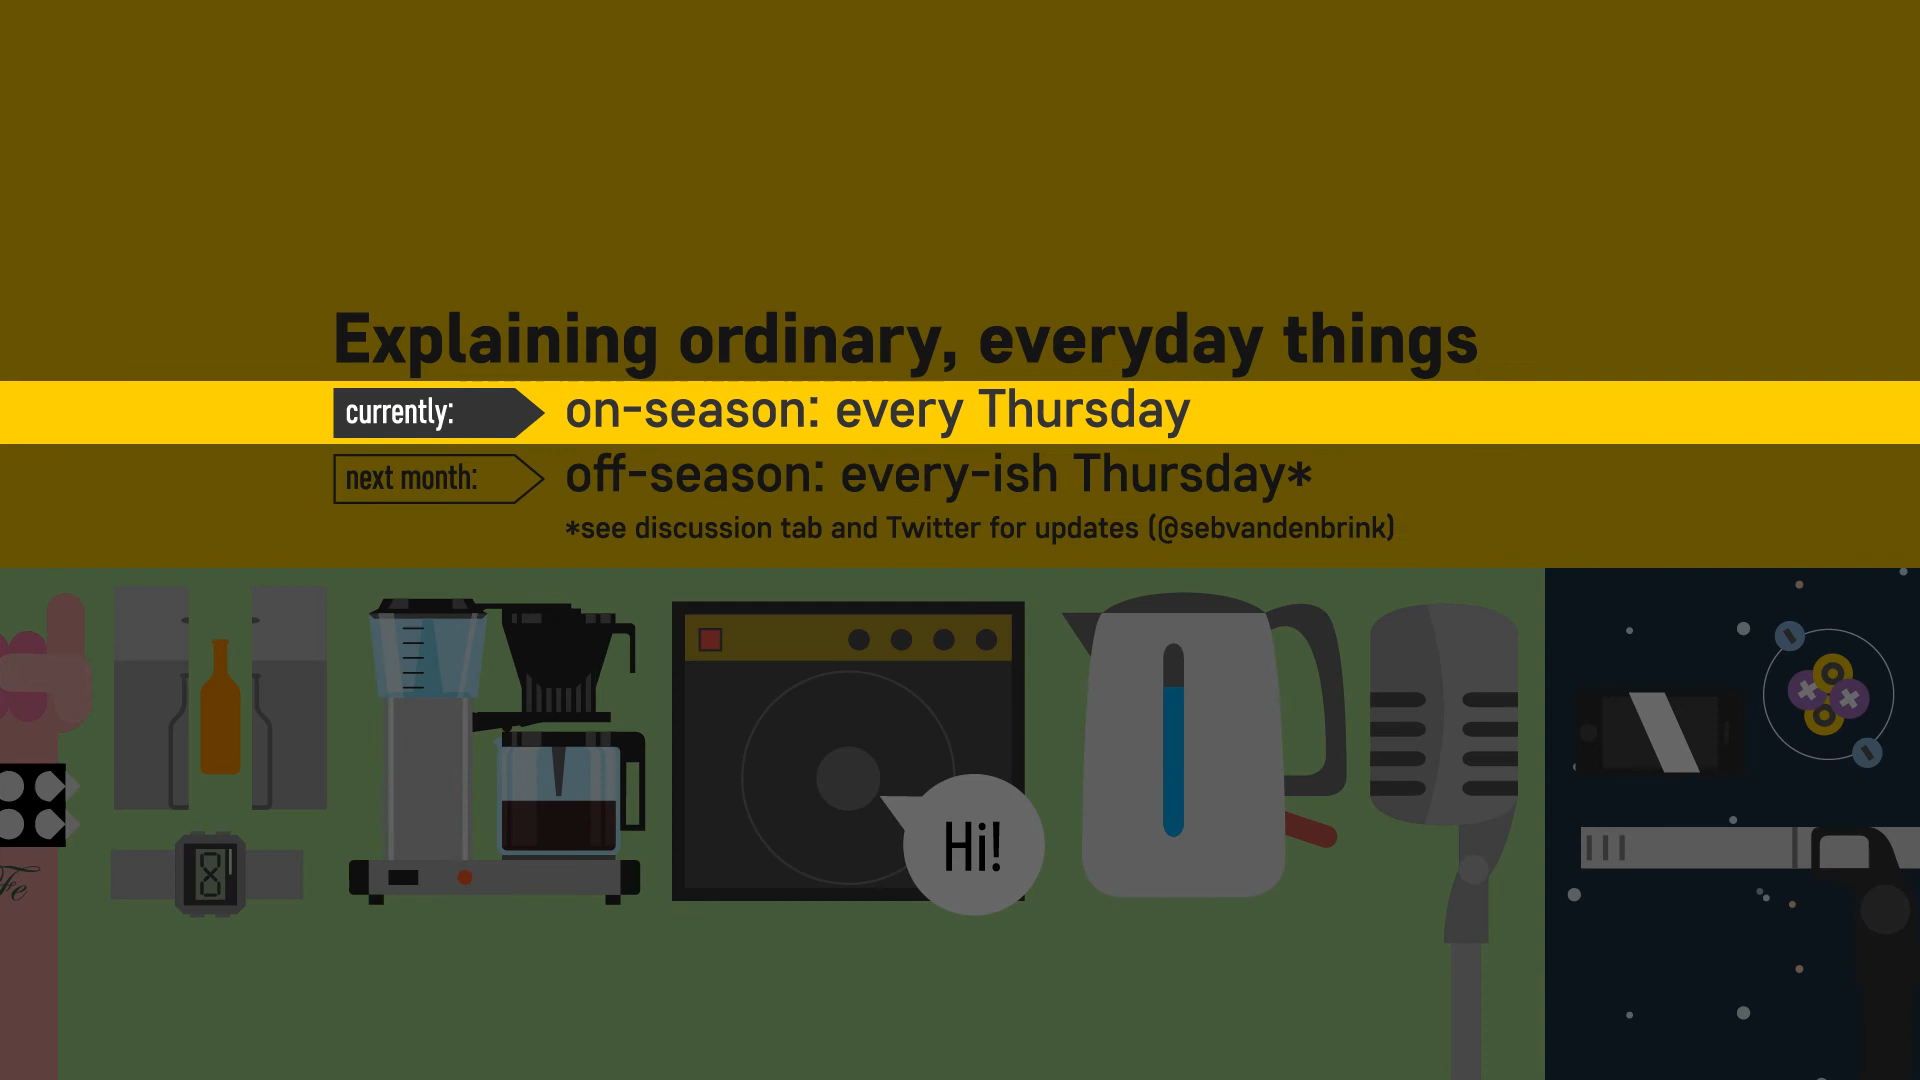 Explaining ordinary, everyday things
currently: on-season: every Thursday
next month: off-season: every-ish Thursday*
*see discussion tab and Twitter for updates (@sebvandenbrink)
Hi!
Fe